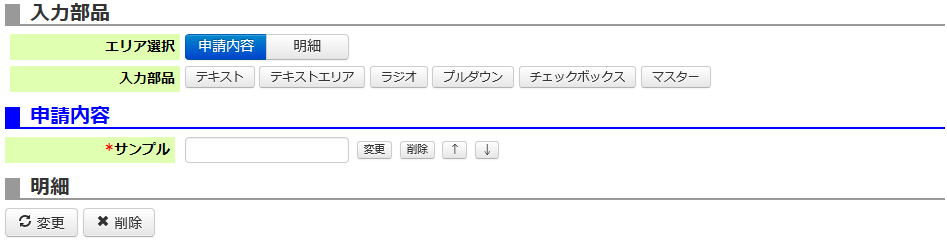 入力部品
エリア選択 申請内容 明細
入力部品 テキスト テキストエリア ラジオ プルダウン チェックボックス マスター
申請内容
*サンプル 変更 削除 ↑ ↓
明細
変更 削除